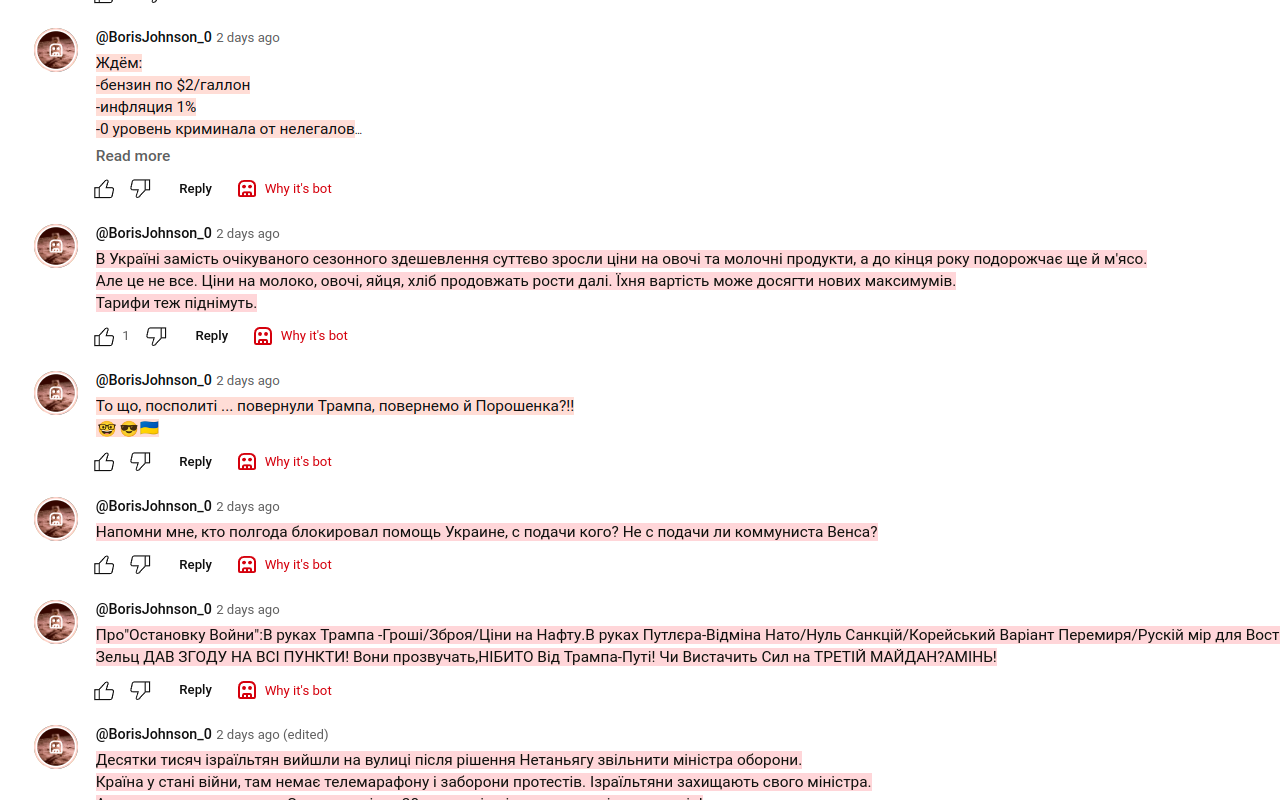 @BorisJohnson_0 2 days ago
Ждём:
-бензин по $2/галлон
-инфляция 1%
-0 уровень криминала от нелегалов…
Read more
Reply Why it's bot
@BorisJohnson_0 2 days ago
В Україні замість очікуваного сезонного здешевлення суттєво зросли ціни на овочі та молочні продукти, а до кінця року подорожчає ще й м'ясо.
Але це не все. Ціни на молоко, овочі, яйця, хліб продовжать рости далі. Їхня вартість може досягти нових максимумів.
Тарифи теж піднімуть.
1 Reply Why it's bot
@BorisJohnson_0 2 days ago
То що, посполиті ... повернули Трампа, повернемо й Порошенка?!!
🤓😎🇺🇦
Reply Why it's bot
@BorisJohnson_0 2 days ago
Напомни мне, кто полгода блокировал помощь Украине, с подачи кого? Не с подачи ли коммуниста Венса?
Reply Why it's bot
@BorisJohnson_0 2 days ago
Про"Остановку Войни":В руках Трампа -Гроші/Зброя/Ціни на Нафту.В руках Путлєра-Відміна Нато/Нуль Санкцій/Корейський Варіант Перемиря/Рускій мір для Вост
Зельц ДАВ ЗГОДУ НА ВСІ ПУНКТИ! Вони прозвучать,НІБИТО Від Трампа-Путі! Чи Вистачить Сил на ТРЕТІЙ МАЙДАН?АМІНЬ!
Reply Why it's bot
@BorisJohnson_0 2 days ago (edited)
Десятки тисяч ізраїльтян вийшли на вулиці після рішення Нетаньягу звільнити міністра оборони.
Країна у стані війни, там немає телемарафону і заборони протестів. Ізраїльтяни захищають свого міністра.